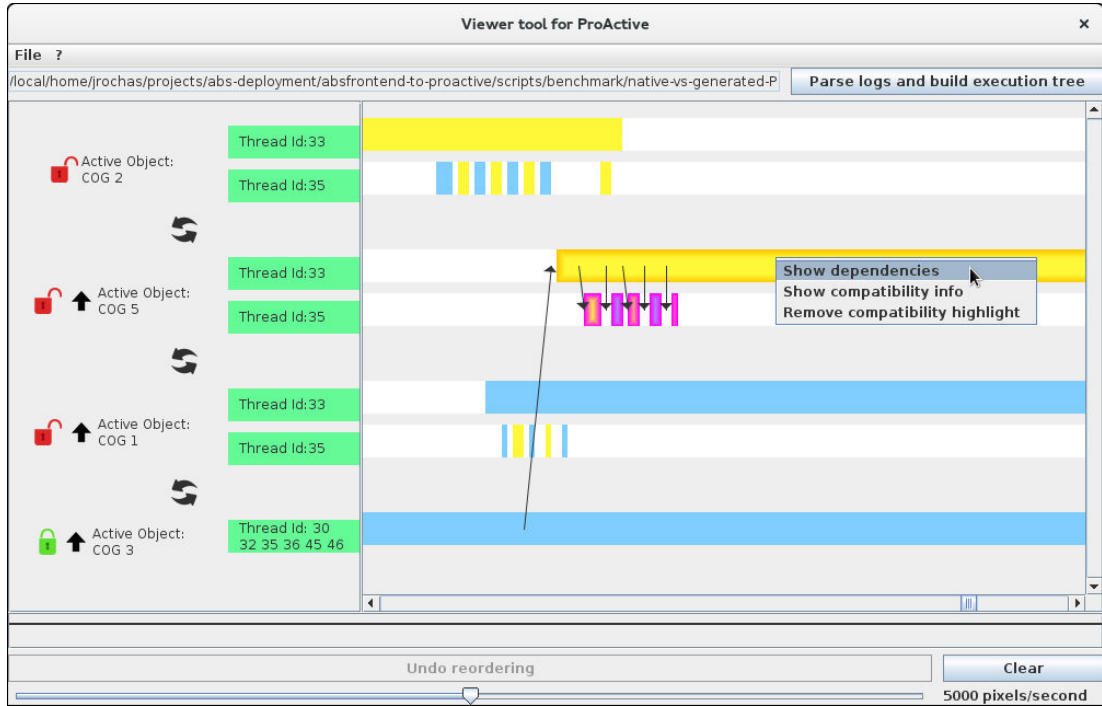 Viewer tool for ProActive
File ?
/local/home/jrochas/projects/abs-deployment/absfrontend-to-proactive/scripts/benchmark/native-vs-generated-P
Parse logs and build execution tree
Active Object:
COG 2
Thread Id:33
Thread Id:35
Active Object:
COG 5
Thread Id:33
Thread Id:35
Show dependencies
Show compatibility info
Remove compatibility highlight
Active Object:
COG 1
Thread Id:33
Thread Id:35
Active Object:
COG 3
Thread Id: 30
32 35 36 45 46
Undo reordering
Clear
5000 pixels/second